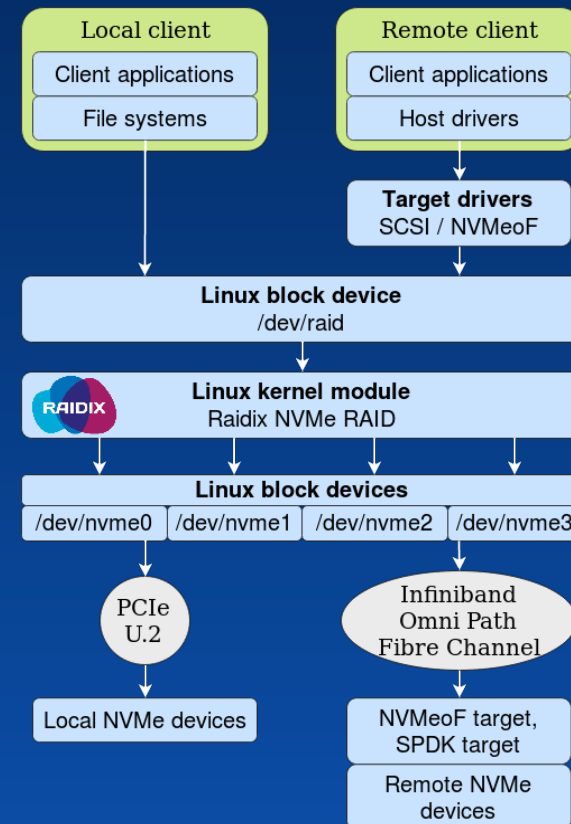 Local client
Client applications
File systems
Remote client
Client applications
Host drivers
Target drivers
SCSI / NVMeoF
Linux block device
/dev/raid
RAIDIX
Linux kernel module
Raidix NVMe RAID
Linux block devices
/dev/nvme0
/dev/nvme1
/dev/nvme2
/dev/nvme3
PCIe
U.2
Infiniband
Omni Path
Fibre Channel
Local NVMe devices
NVMeoF target,
SPDK target
Remote NVMe
devices